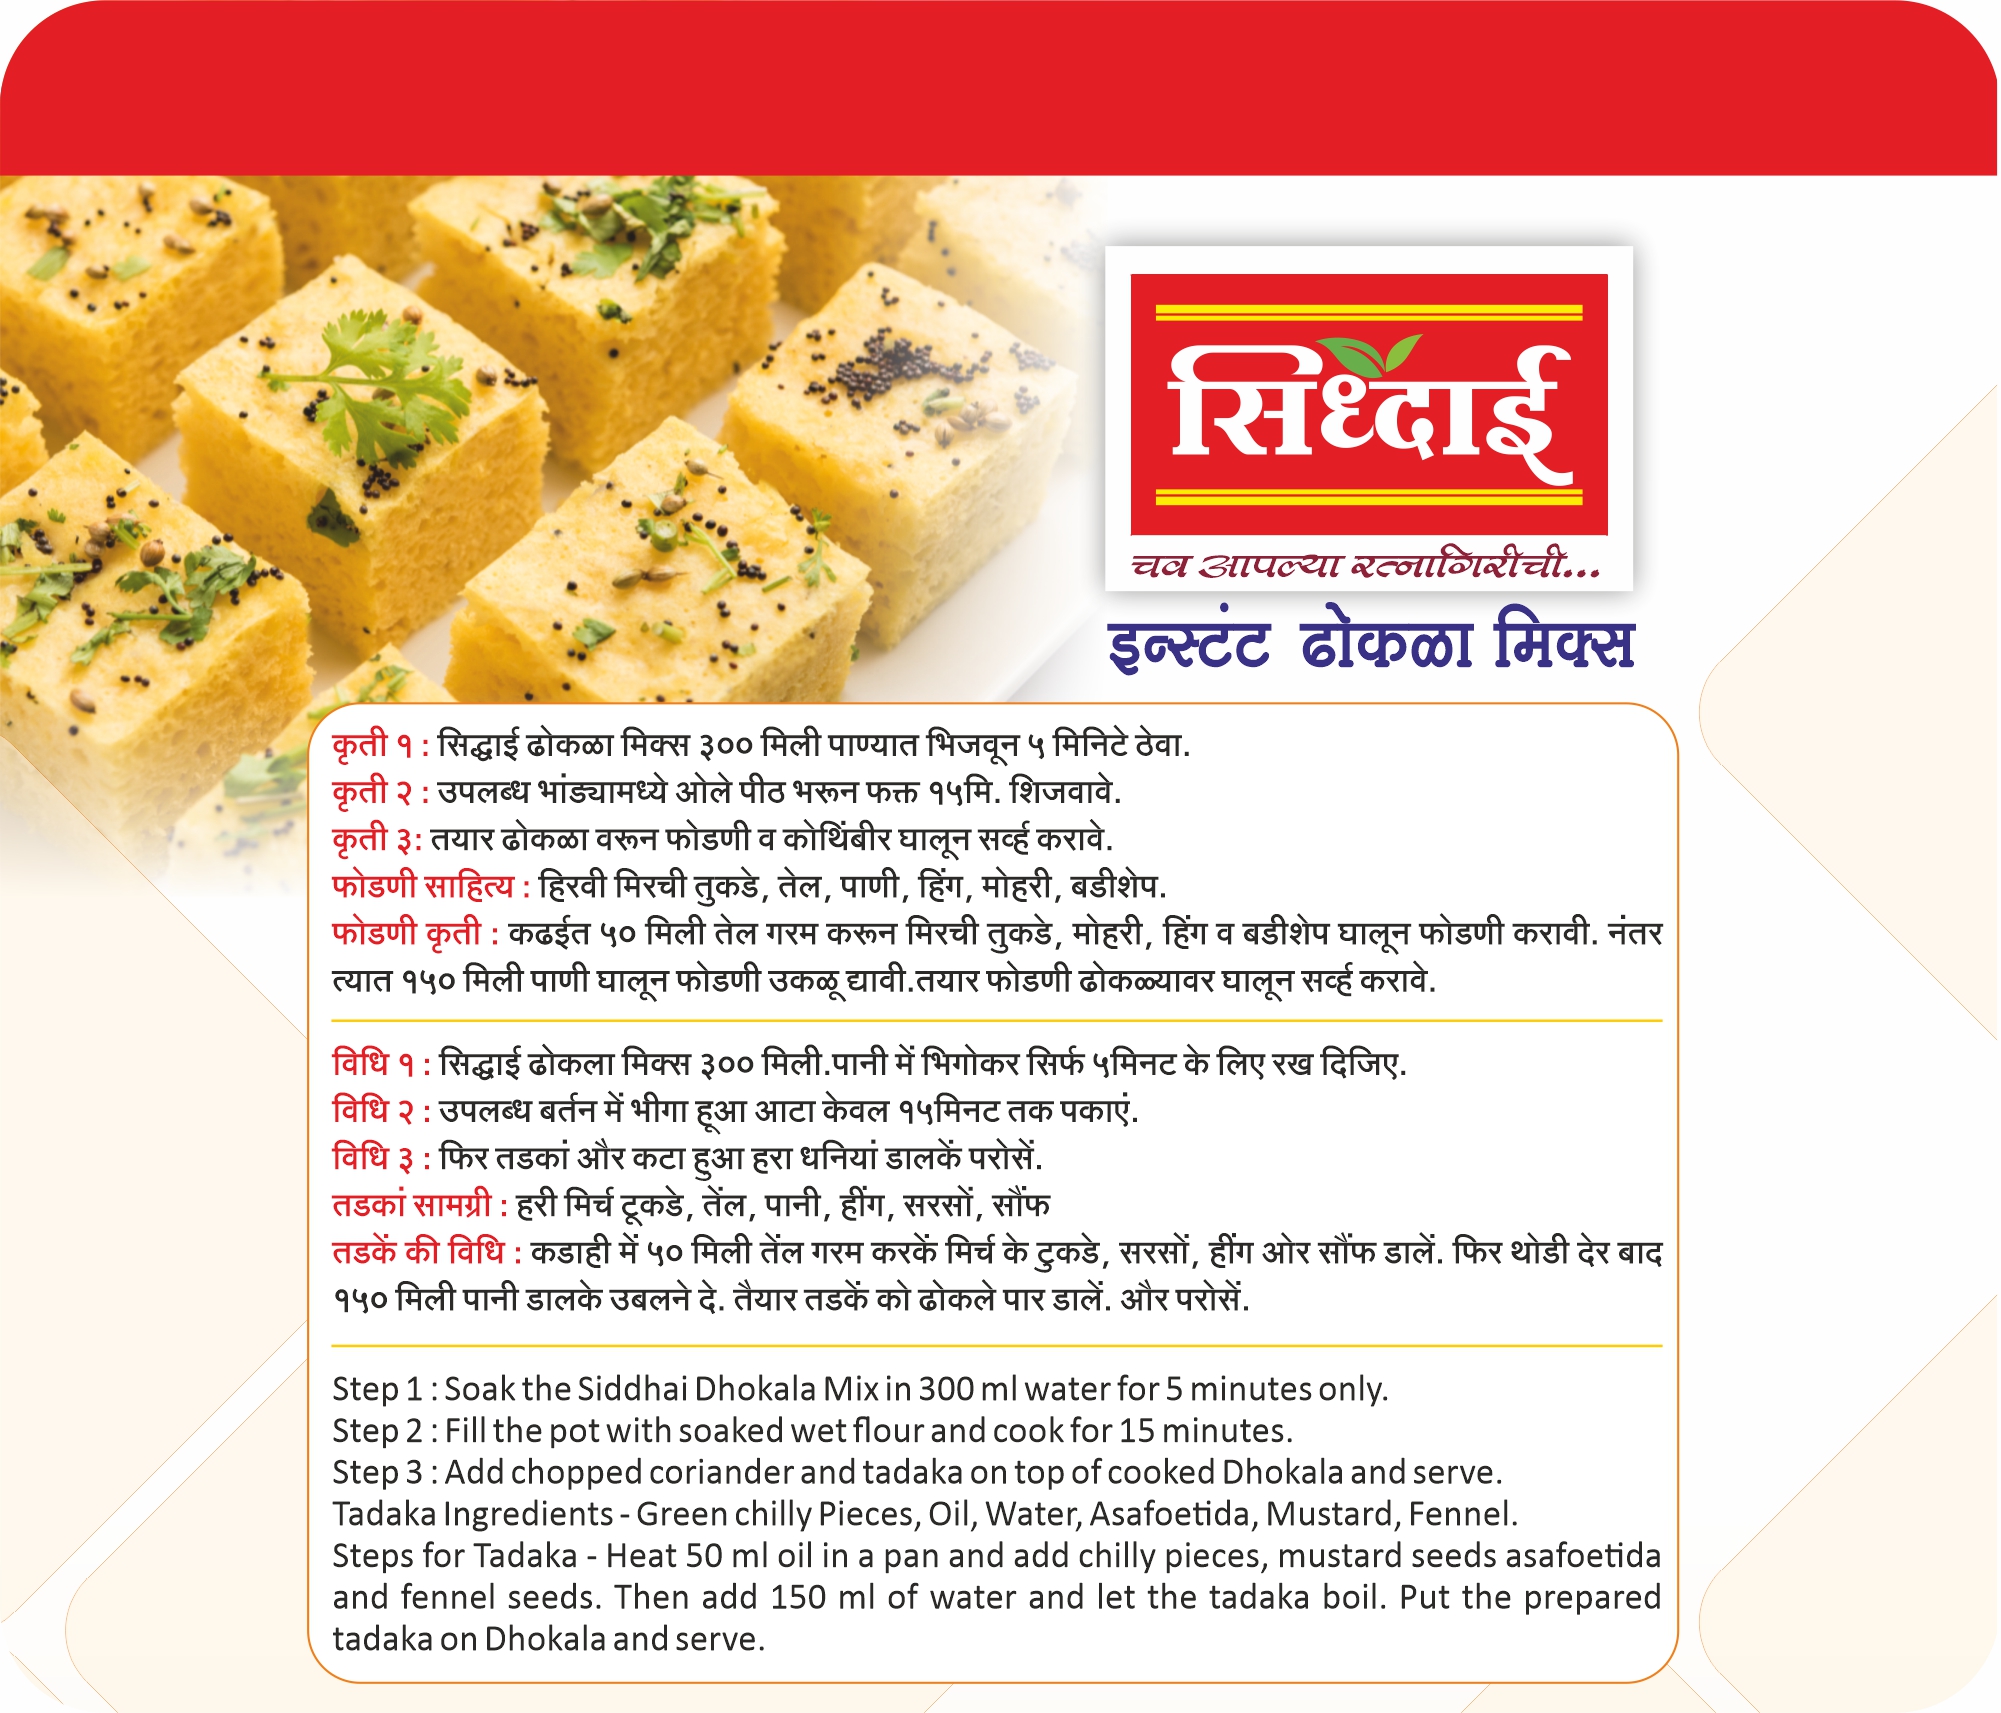 सिध्दाई
चव आपल्या रत्नागिरीची...
इन्स्टंट ढोकळा मिक्स
कृती १ : सिद्धाई ढोकळा मिक्स ३०० मिली पाण्यात भिजवून ५ मिनिटे ठेवा.
कृती २ : उपलब्ध भांड्यामध्ये ओले पीठ भरून फक्त १५मि. शिजवावे.
कृती ३: तयार ढोकळा वरून फोडणी व कोथिंबीर घालून सर्व्ह करावे.
फोडणी साहित्य : हिरवी मिरची तुकडे, तेल, पाणी, हिंग, मोहरी, बडीशेप.
फोडणी कृती : कढईत ५० मिली तेल गरम करून मिरची तुकडे, मोहरी, हिंग व बडीशेप घालून फोडणी करावी. नंतर
त्यात १५० मिली पाणी घालून फोडणी उकळू द्यावी.तयार फोडणी ढोकळ्यावर घालून सर्व्ह करावे.
विधि १ : सिद्धाई ढोकला मिक्स ३०० मिली.पानी में भिगोकर सिर्फ ५मिनट के लिए रख दिजिए.
विधि २ : उपलब्ध बर्तन में भीगा हूआ आटा केवल १५मिनट तक पकाएं.
विधि ३ : फिर तडकां और कटा हुआ हरा धनियां डालकें परोसें.
तडकां सामग्री : हरी मिर्च टूकडे, तेंल, पानी, हींग, सरसों, सौंफ
तडकें की विधि : कडाही में ५० मिली तेंल गरम करकें मिर्च के टुकडे, सरसों, हींग ओर सौंफ डालें. फिर थोडी देर बाद
१५० मिली पानी डालके उबलने दे. तैयार तडकें को ढोकले पार डालें. और परोसें.
Step 1 : Soak the Siddhai Dhokala Mix in 300 ml water for 5 minutes only.
Step 2 : Fill the pot with soaked wet flour and cook for 15 minutes.
Step 3 : Add chopped coriander and tadaka on top of cooked Dhokala and serve.
Tadaka Ingredients - Green chilly Pieces, Oil, Water, Asafoetida, Mustard, Fennel.
Steps for Tadaka - Heat 50 ml oil in a pan and add chilly pieces, mustard seeds asafoetida
and fennel seeds. Then add 150 ml of water and let the tadaka boil. Put the prepared
tadaka on Dhokala and serve.